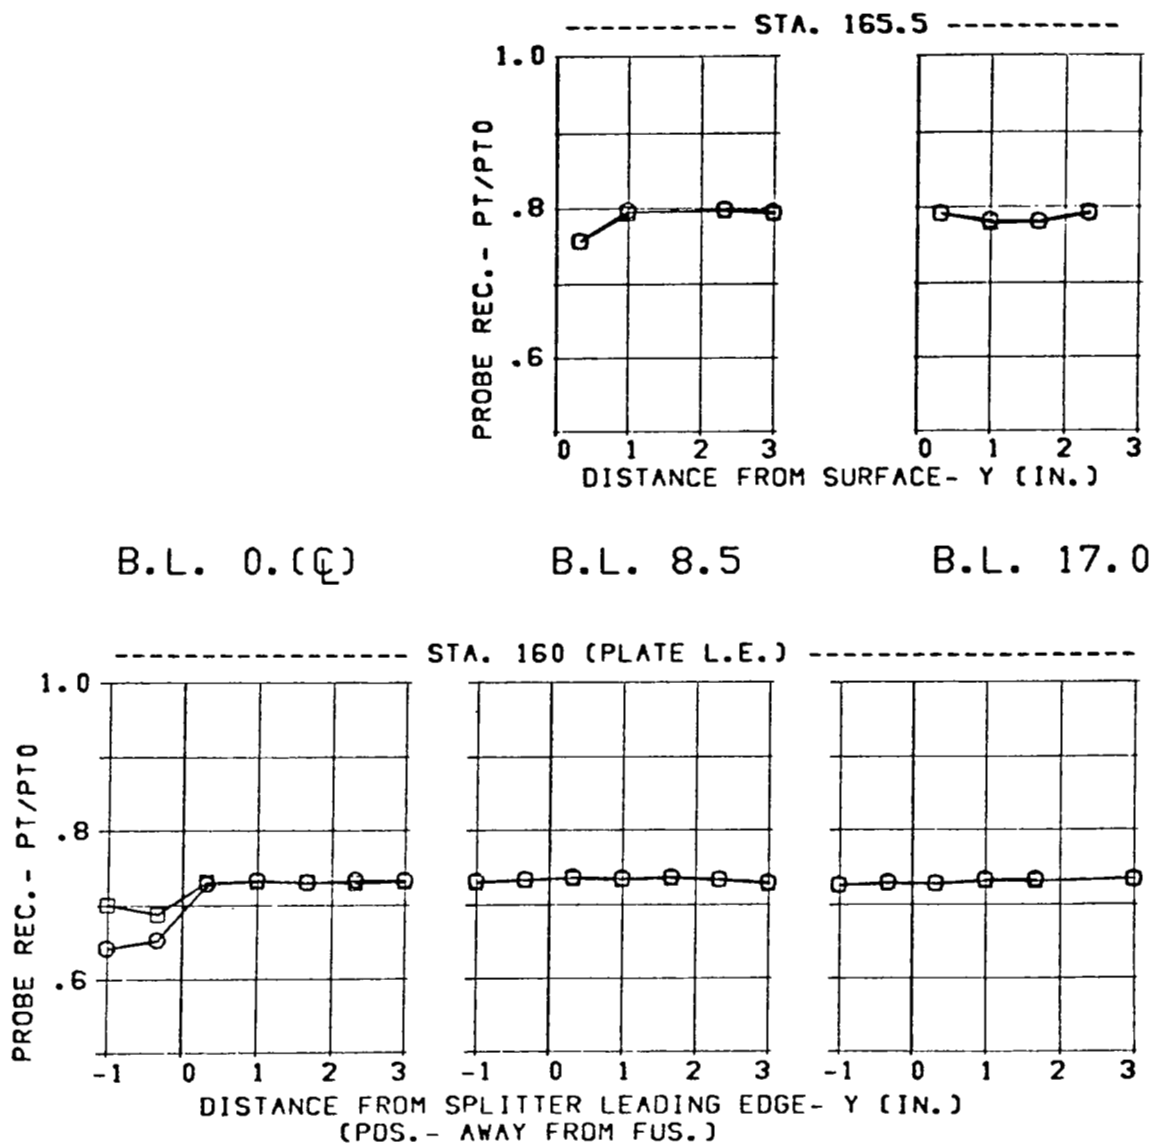 ---------- STA. 165.5 ----------
1.0
.8
.6
PROBE REC.- PT/PTO
0 1 2 3 0 1 2 3
DISTANCE FROM SURFACE- Y (IN.)
B.L. 0.(℄) B.L. 8.5 B.L. 17.0
----------------- STA. 160 (PLATE L.E.) -------------------
1.0
.8
.6
PROBE REC.- PT/PTO
-1 0 1 2 3 -1 0 1 2 3 -1 0 1 2 3
DISTANCE FROM SPLITTER LEADING EDGE- Y (IN.)
(POS.- AWAY FROM FUS.)